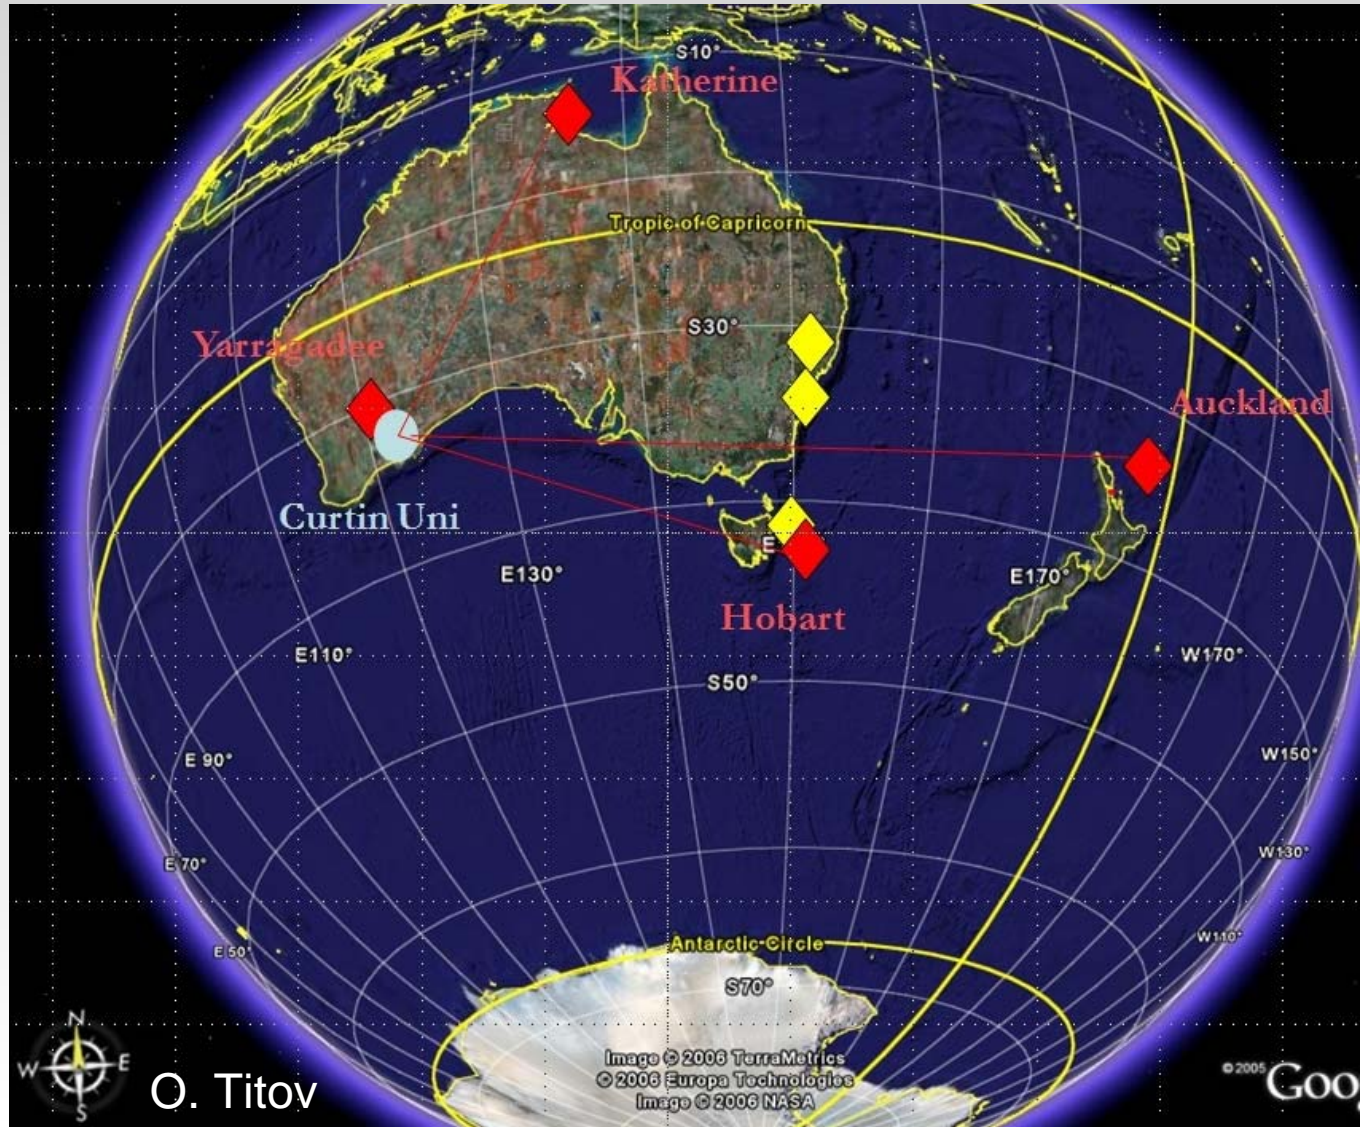 S10°
Katherine
Tropic of Capricorn
S30°
Yarragadee
Auckland
Curtin Uni
E
E130°
E170°
Hobart
E110°
W170°
S50°
E 90°
W150°
W130°
E 70°
W110°
Antarctic Circle
E 50°
S70°
N
W E
S
Image © 2006 TerraMetrics
© 2006 Europa Technologies
Image © 2006 NASA
O. Titov
©2005 Goo